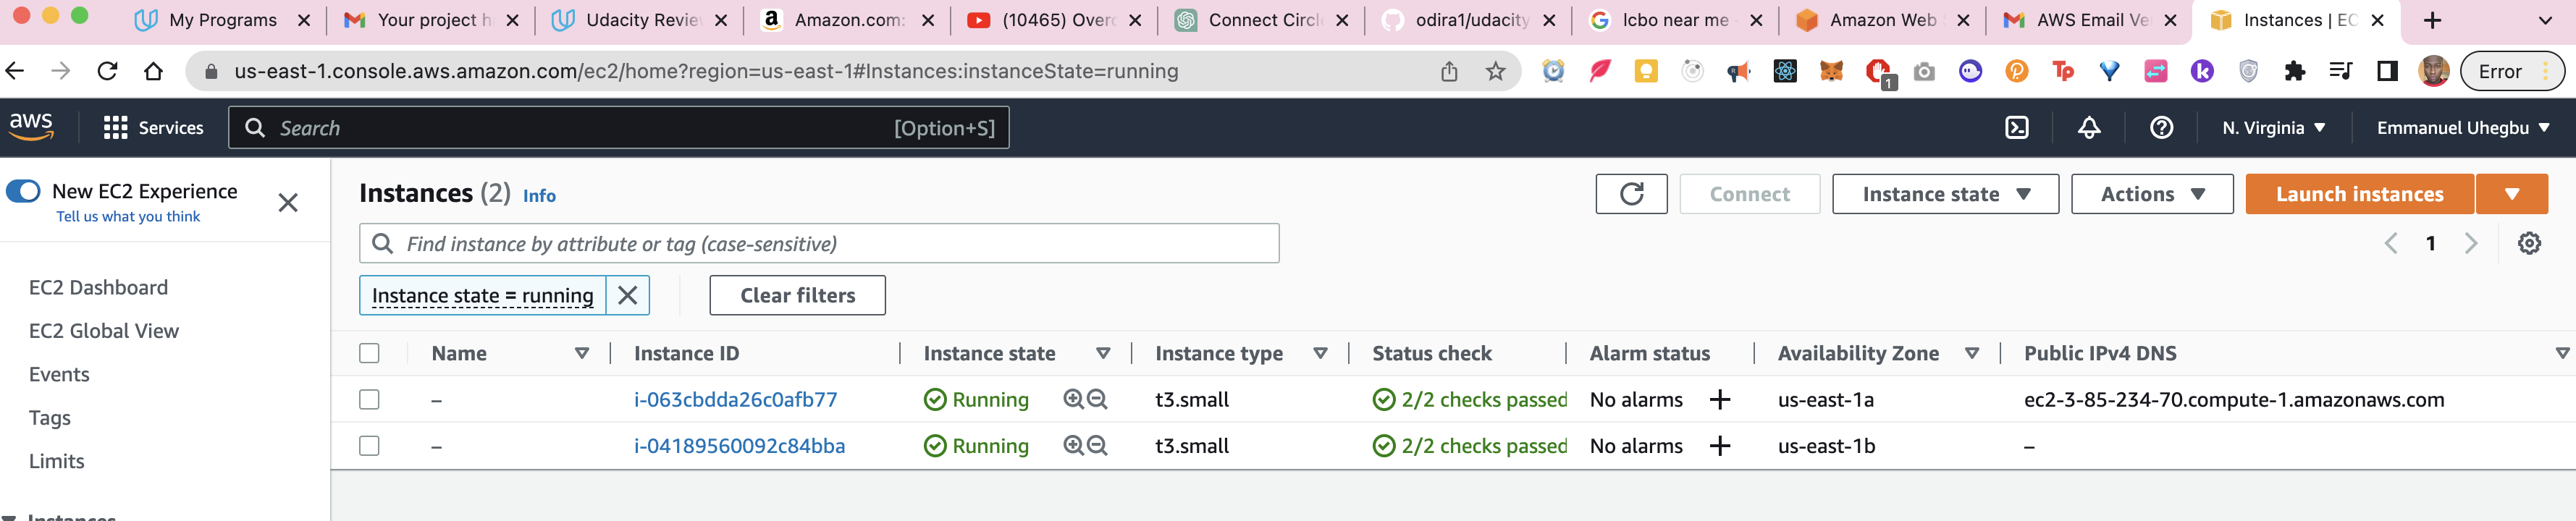 My Programs
Your project h
Udacity Revie
Amazon.com:
(10465) Overc
Connect Circl
odira1/udacity
lcbo near me -
Amazon Web S
AWS Email Ve
Instances | EC
us-east-1.console.aws.amazon.com/ec2/home?region=us-east-1#Instances:instanceState=running
1
Error
aws
Services
Search
[Option+S]
N. Virginia
Emmanuel Uhegbu
New EC2 Experience
Tell us what you think
EC2 Dashboard
EC2 Global View
Events
Tags
Limits
Instances
Instances (2) Info
Connect
Instance state
Actions
Launch instances
Find instance by attribute or tag (case-sensitive)
1
Instance state = running
Clear filters
Name Instance ID Instance state Instance type Status check Alarm status Availability Zone Public IPv4 DNS
– i-063cbdda26c0afb77 Running t3.small 2/2 checks passed No alarms + us-east-1a ec2-3-85-234-70.compute-1.amazonaws.com
– i-04189560092c84bba Running t3.small 2/2 checks passed No alarms + us-east-1b –